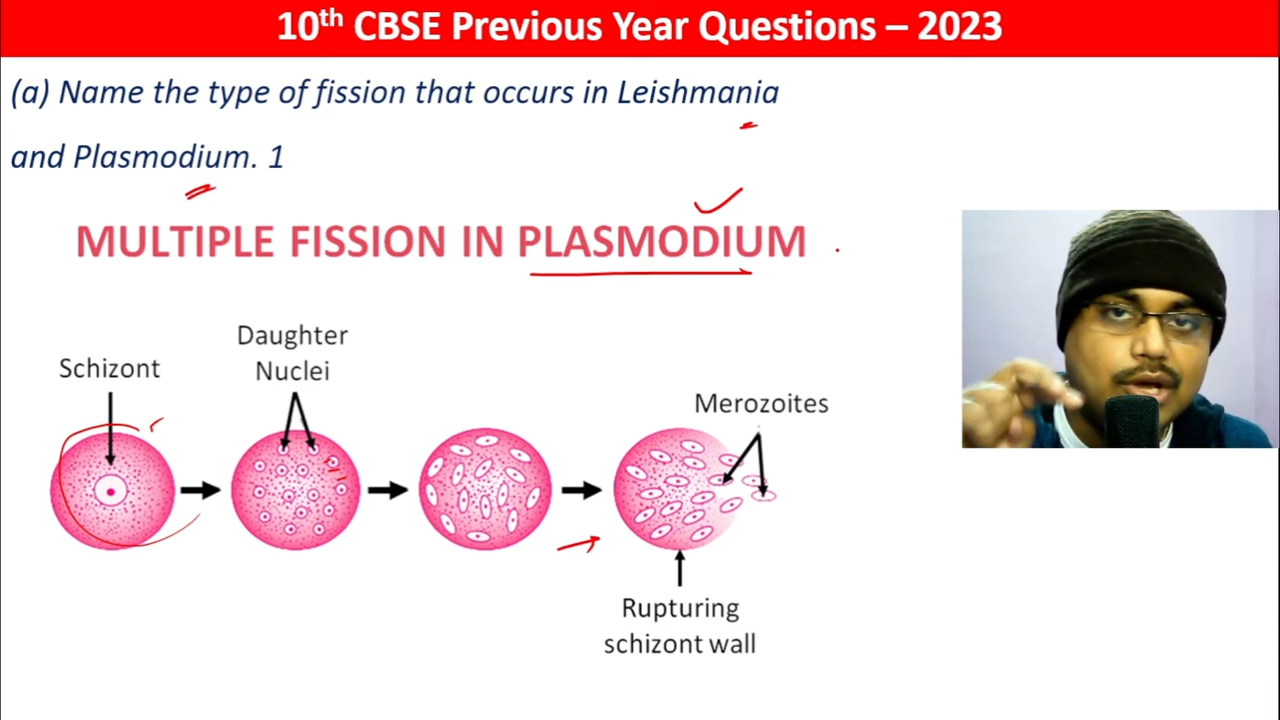 10th CBSE Previous Year Questions – 2023
(a) Name the type of fission that occurs in Leishmania
and Plasmodium. 1
MULTIPLE FISSION IN PLASMODIUM
Schizont
Daughter
Nuclei
Merozoites
Rupturing
schizont wall